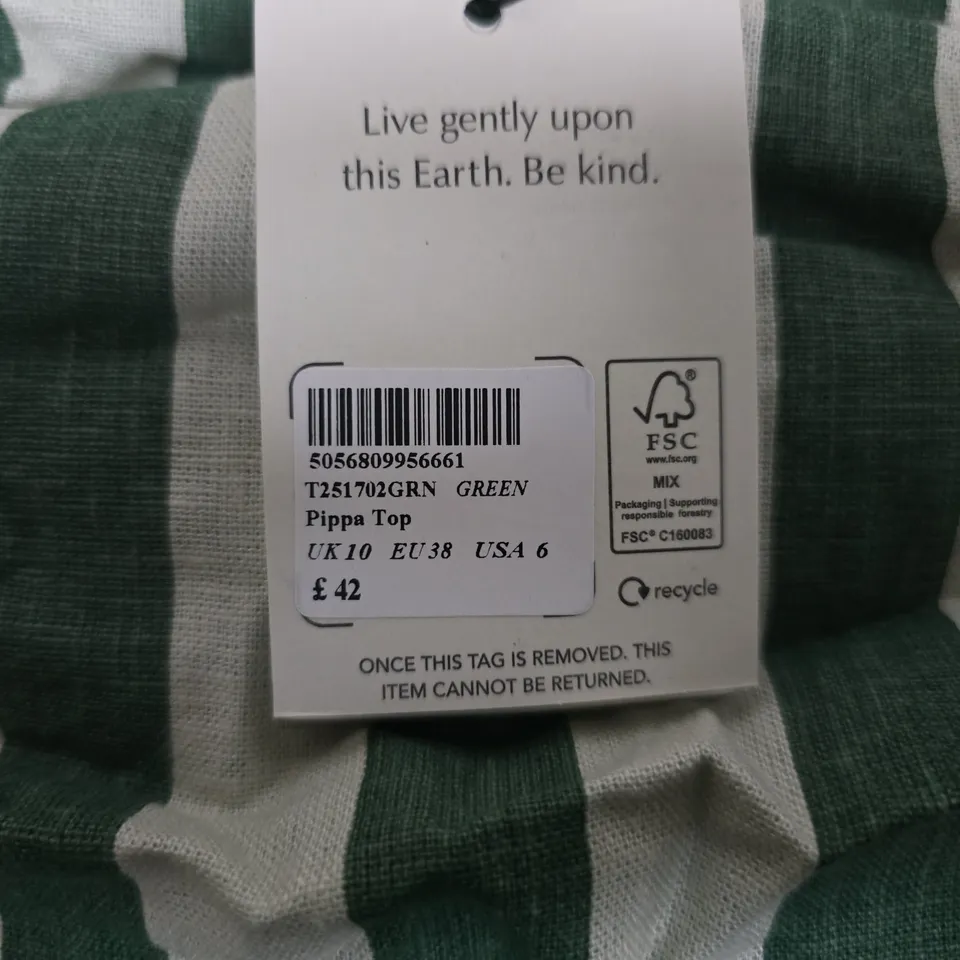 Live gently upon
this Earth. Be kind.
5056809956661
T251702GRN GREEN
Pippa Top
UK 10 EU 38 USA 6
£ 42
®
FSC
www.fsc.org
MIX
Packaging | Supporting
responsible forestry
FSC® C160083
recycle
ONCE THIS TAG IS REMOVED. THIS
ITEM CANNOT BE RETURNED.